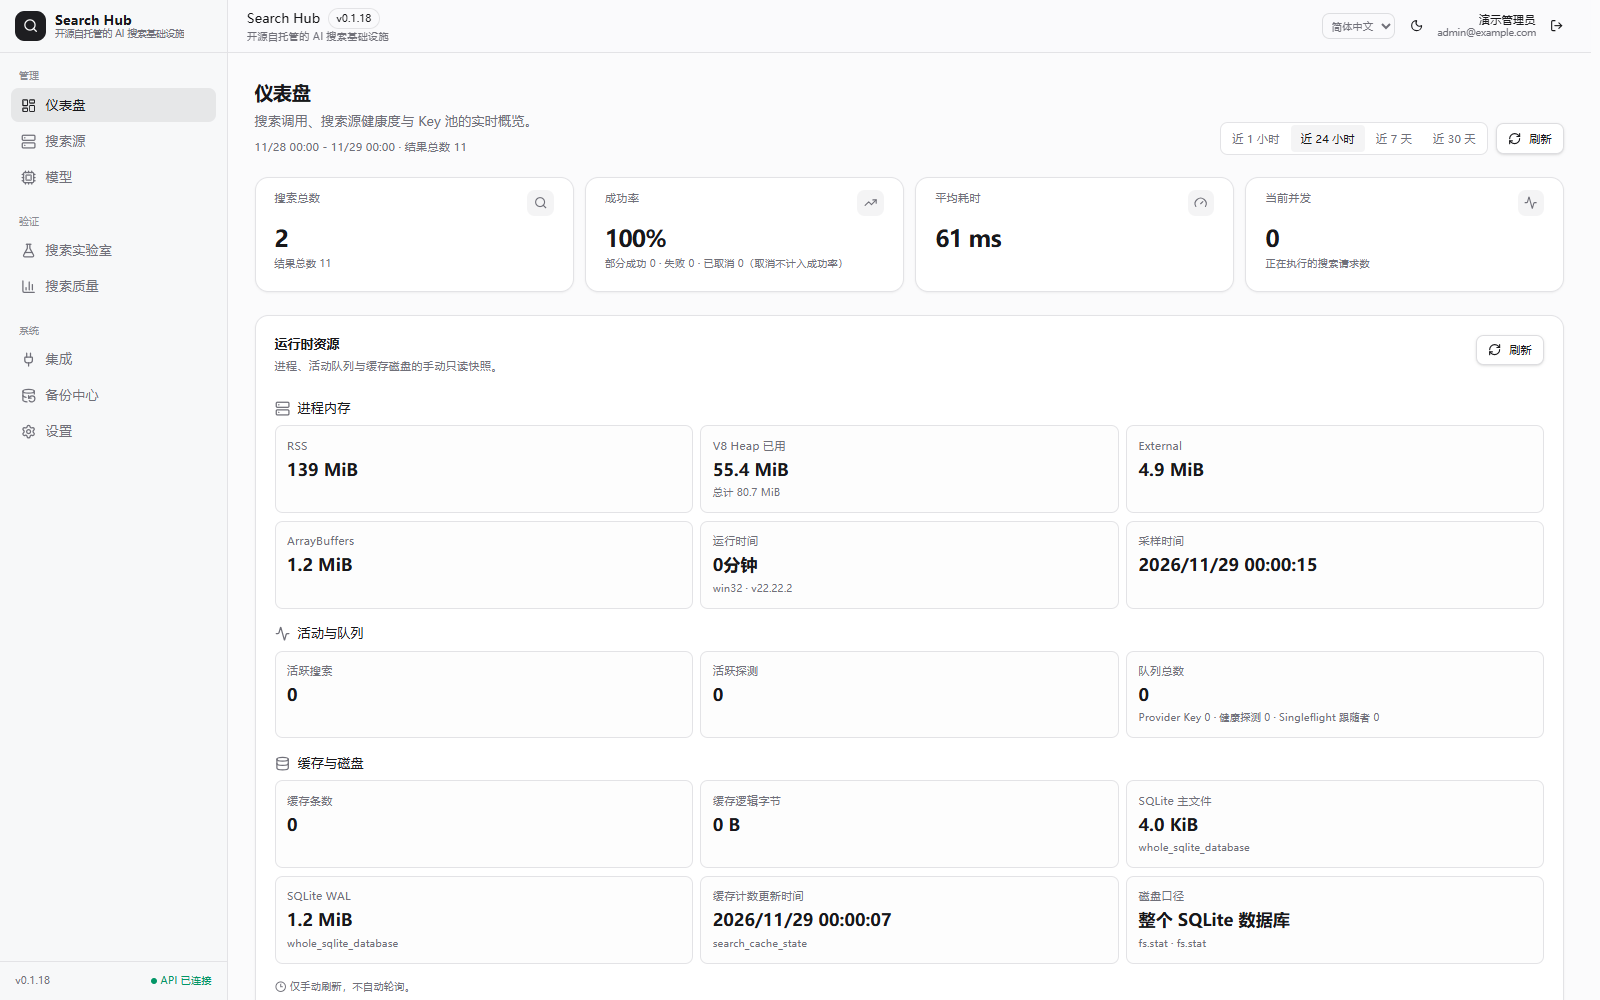 Search Hub
开源自托管的 AI 搜索基础设施
管理
仪表盘
搜索源
模型
验证
搜索实验室
搜索质量
系统
集成
备份中心
设置
v0.1.18
API 已连接
Search Hub v0.1.18
开源自托管的 AI 搜索基础设施
简体中文
演示管理员
admin@example.com
仪表盘
搜索调用、搜索源健康度与 Key 池的实时概览。
11/28 00:00 - 11/29 00:00 · 结果总数 11
近 1 小时 近 24 小时 近 7 天 近 30 天 刷新
搜索总数
2
结果总数 11
成功率
100%
部分成功 0 · 失败 0 · 已取消 0（取消不计入成功率）
平均耗时
61 ms
当前并发
0
正在执行的搜索请求数
运行时资源
进程、活动队列与缓存磁盘的手动只读快照。
刷新
进程内存
RSS
139 MiB
V8 Heap 已用
55.4 MiB
总计 80.7 MiB
External
4.9 MiB
ArrayBuffers
1.2 MiB
运行时间
0分钟
win32 · v22.22.2
采样时间
2026/11/29 00:00:15
活动与队列
活跃搜索
0
活跃探测
0
队列总数
0
Provider Key 0 · 健康探测 0 · Singleflight 跟随者 0
缓存与磁盘
缓存条数
0
缓存逻辑字节
0 B
SQLite 主文件
4.0 KiB
whole_sqlite_database
SQLite WAL
1.2 MiB
whole_sqlite_database
缓存计数更新时间
2026/11/29 00:00:07
search_cache_state
磁盘口径
整个 SQLite 数据库
fs.stat · fs.stat
仅手动刷新，不自动轮询。